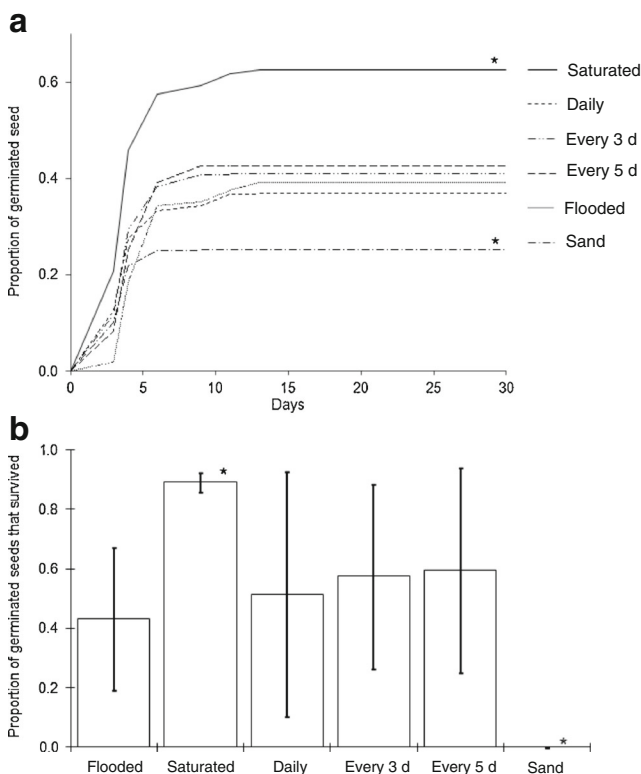 a
Proportion of germinated seed
0.6
0.4
0.2
0.0
0 5 10 15 20 25 30
Days
*
*
Saturated
Daily
Every 3 d
Every 5 d
Flooded
Sand
b
Proportion of germinated seeds that survived
1.0
0.8
0.6
0.4
0.2
0.0
*
*
Flooded Saturated Daily Every 3 d Every 5 d Sand